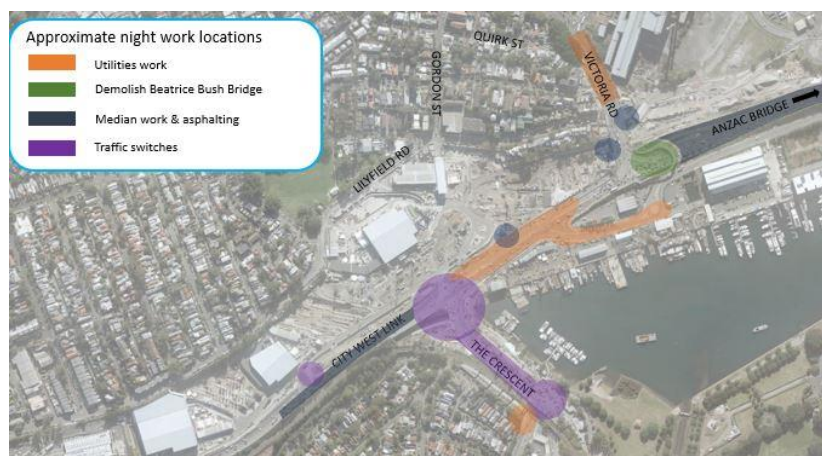 Approximate night work locations
Utilities work
Demolish Beatrice Bush Bridge
Median work & asphalting
Traffic switches
QUIRK ST
GORDON ST
VICTORIA RD
ANZAC BRIDGE
LILYFIELD RD
CITY WEST LINK
THE CRESCENT